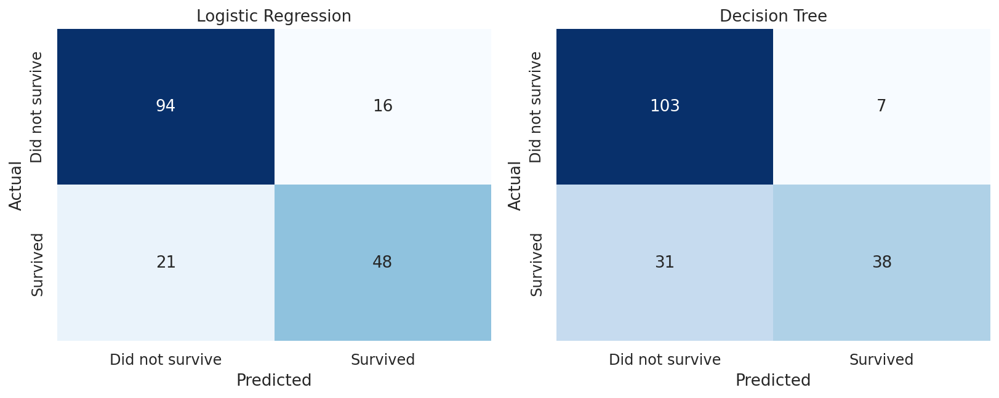 Logistic Regression
Actual
Did not survive
Survived
94
16
21
48
Did not survive
Survived
Predicted
Decision Tree
Actual
Did not survive
Survived
103
7
31
38
Did not survive
Survived
Predicted